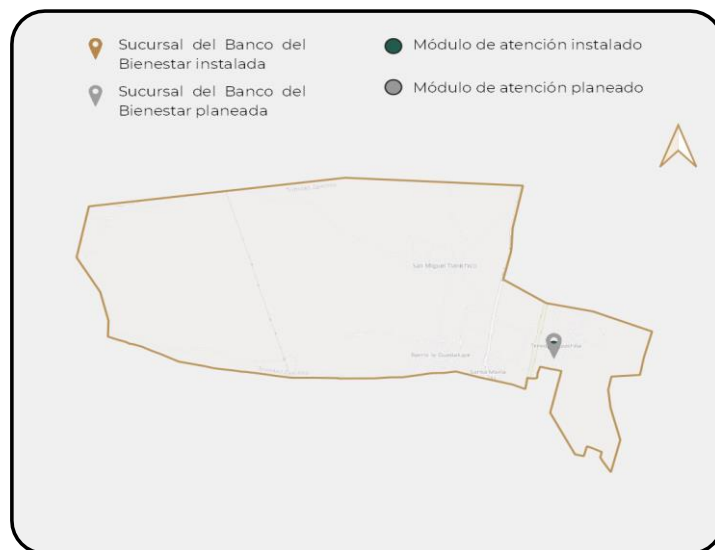 Sucursal del Banco del
Bienestar instalada
Sucursal del Banco del
Bienestar planeada
Módulo de atención instalado
Módulo de atención planeado
San Miguel
Barrio la Guadalupe
Santa María